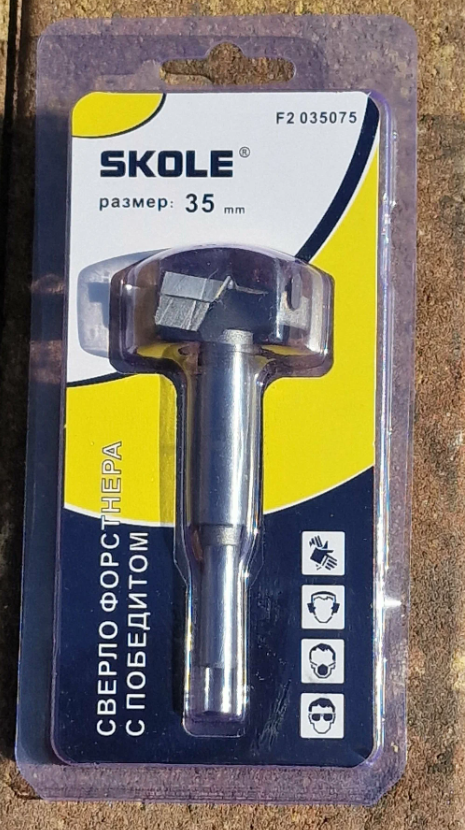 F2 035075
SKOLE®
размер: 35 mm
СВЕРЛО ФОРСТНЕРА
С ПОБЕДИТОМ